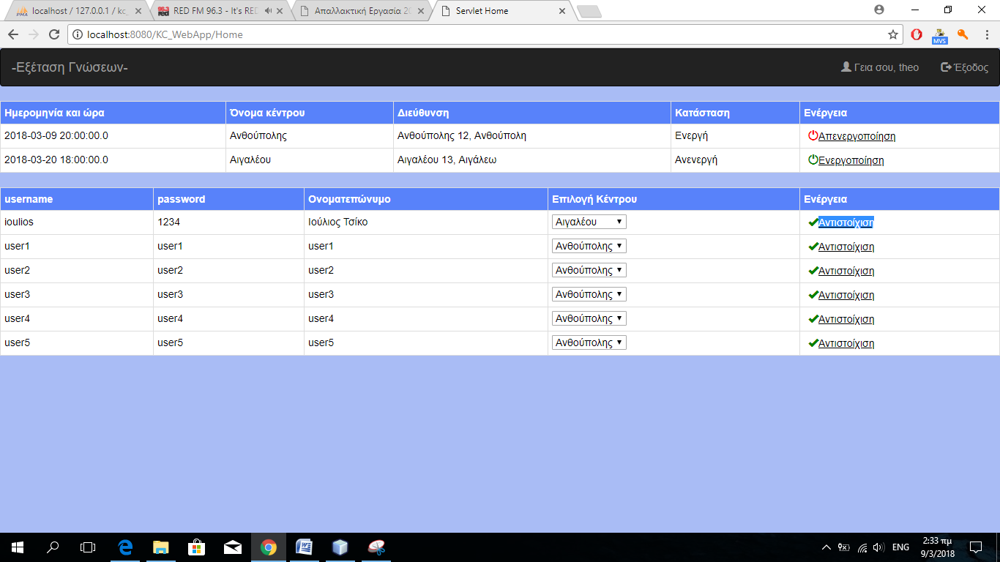 localhost / 127.0.0.1 / kc_
RED FM 96.3 - It's RED
Απαλλακτική Εργασία 20
Servlet Home
localhost:8080/KC_WebApp/Home
MVS
-Εξέταση Γνώσεων-
Γεια σου, theo
Έξοδος
Ημερομηνία και ώρα Όνομα κέντρου Διεύθυνση Κατάσταση Ενέργεια
2018-03-09 20:00:00.0 Ανθούπολης Ανθούπολης 12, Ανθούπολη Ενεργή Απενεργοποίηση
2018-03-20 18:00:00.0 Αιγαλέου Αιγαλέου 13, Αιγάλεω Ανενεργή Ενεργοποίηση
username password Ονοματεπώνυμο Επιλογή Κέντρου Ενέργεια
ioulios 1234 Ιούλιος Τσίκο Αιγαλέου Αντιστοίχιση
user1 user1 user1 Ανθούπολης Αντιστοίχιση
user2 user2 user2 Ανθούπολης Αντιστοίχιση
user3 user3 user3 Ανθούπολης Αντιστοίχιση
user4 user4 user4 Ανθούπολης Αντιστοίχιση
user5 user5 user5 Ανθούπολης Αντιστοίχιση
ENG
2:33 πμ
9/3/2018